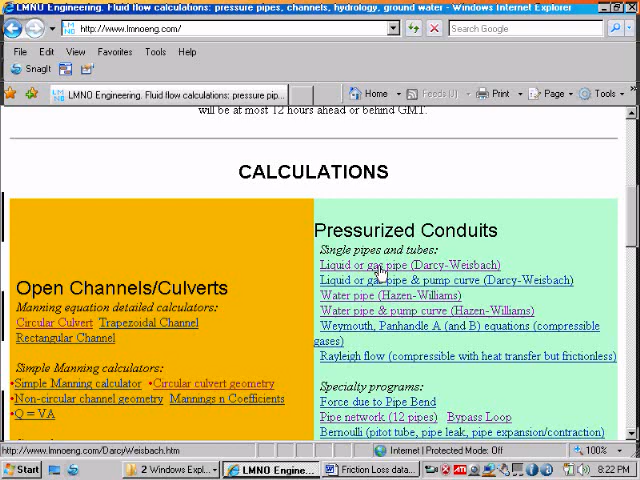 LMNO Engineering. Fluid flow calculations: pressure pipes, channels, hydrology, ground water - Windows Internet Explorer
http://www.lmnoeng.com/
Search Google
File Edit View Favorites Tools Help
SnagIt
LMNO Engineering. Fluid flow calculations: pressure pip...
Home Feeds (J) Print Page Tools
will be at most 12 hours ahead or behind GMT.
CALCULATIONS
Open Channels/Culverts
Manning equation detailed calculators:
Circular Culvert Trapezoidal Channel
Rectangular Channel
Simple Manning calculators:
•Simple Manning calculator •Circular culvert geometry
•Non-circular channel geometry Mannings n Coefficients
•Q = VA
Pressurized Conduits
Single pipes and tubes:
Liquid or gas pipe (Darcy-Weisbach)
Liquid or gas pipe & pump curve (Darcy-Weisbach)
Water pipe (Hazen-Williams)
Water pipe & pump curve (Hazen-Williams)
Weymouth, Panhandle A (and B) equations (compressible
gases)
Rayleigh flow (compressible with heat transfer but frictionless)
Specialty programs:
Force due to Pipe Bend
Pipe network (12 pipes) Bypass Loop
Bernoulli (pitot tube, pipe leak, pipe expansion/contraction)
http://www.lmnoeng.com/DarcyWeisbach.htm
Internet | Protected Mode: Off
100%
Start
2 Windows Expl...
LMNO Engine...
Friction Loss data...
8:22 PM